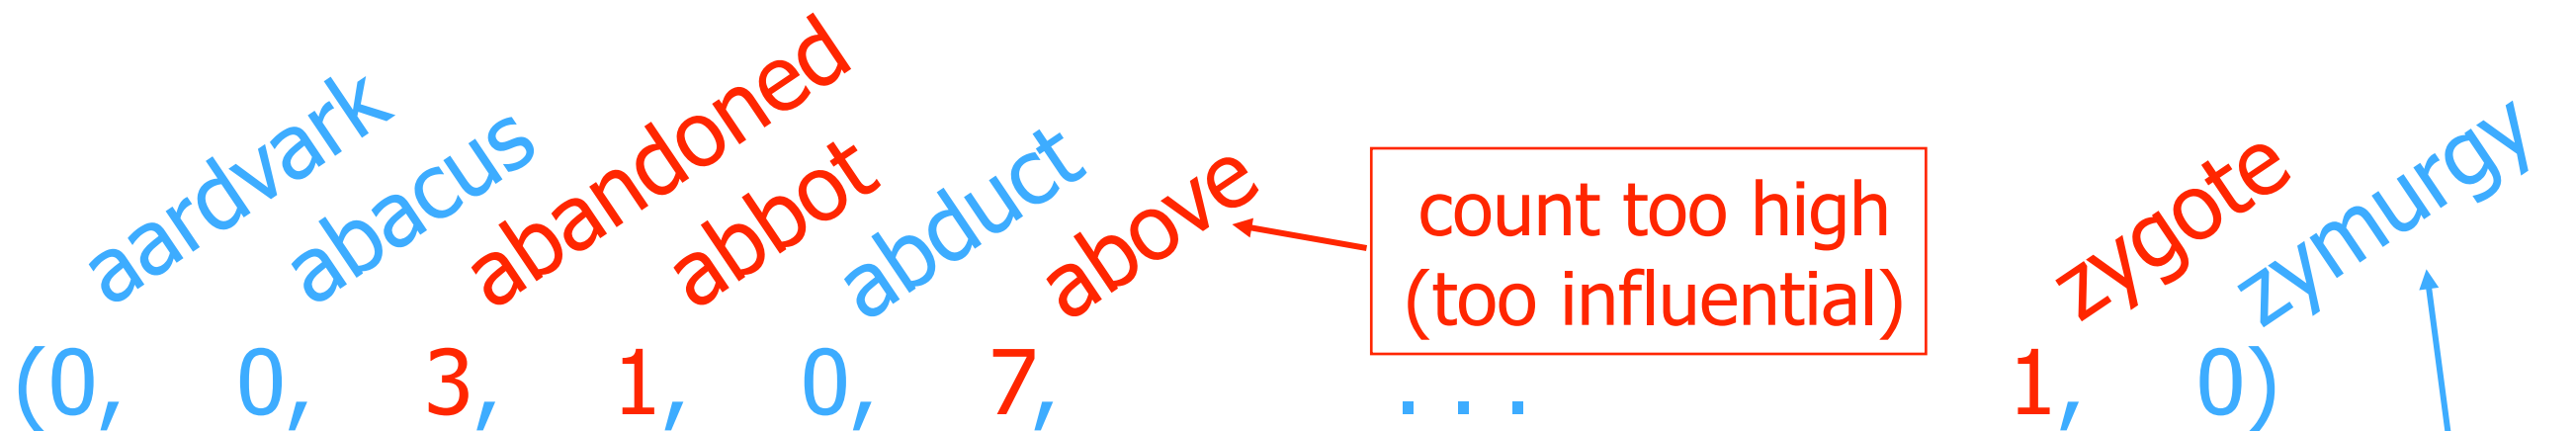 aardvark abacus abandoned abbot abduct above zygote zymurgy
count too high
(too influential)
(0, 0, 3, 1, 0, 7, . . . 1, 0)